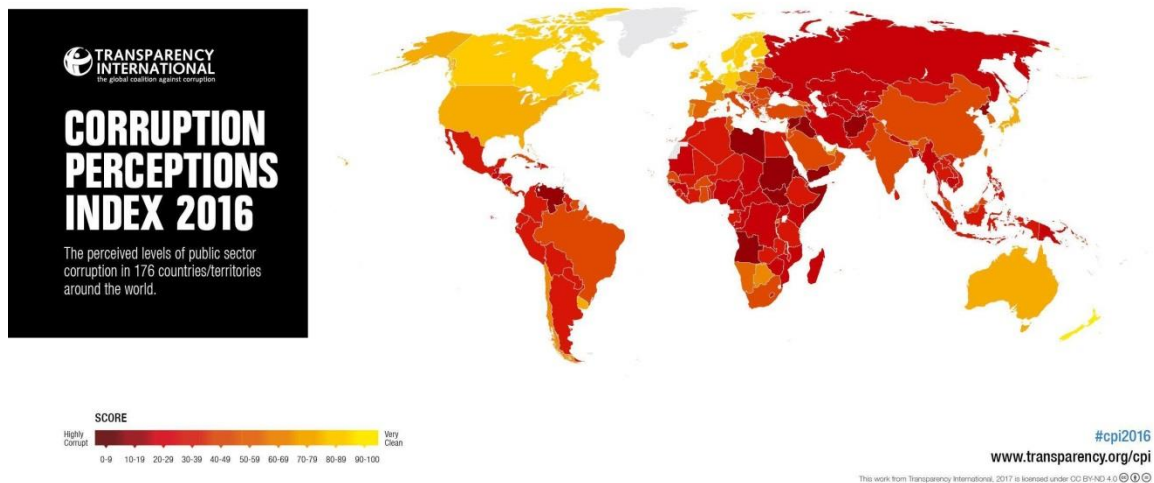 TRANSPARENCY
INTERNATIONAL
the global coalition against corruption
CORRUPTION
PERCEPTIONS
INDEX 2016
The perceived levels of public sector
corruption in 176 countries/territories
around the world.
SCORE
Highly
Corrupt
Very
Clean
0-9 10-19 20-29 30-39 40-49 50-59 60-69 70-79 80-89 90-100
#cpi2016
www.transparency.org/cpi
This work from Transparency International, 2017 is licensed under CC BY-ND 4.0